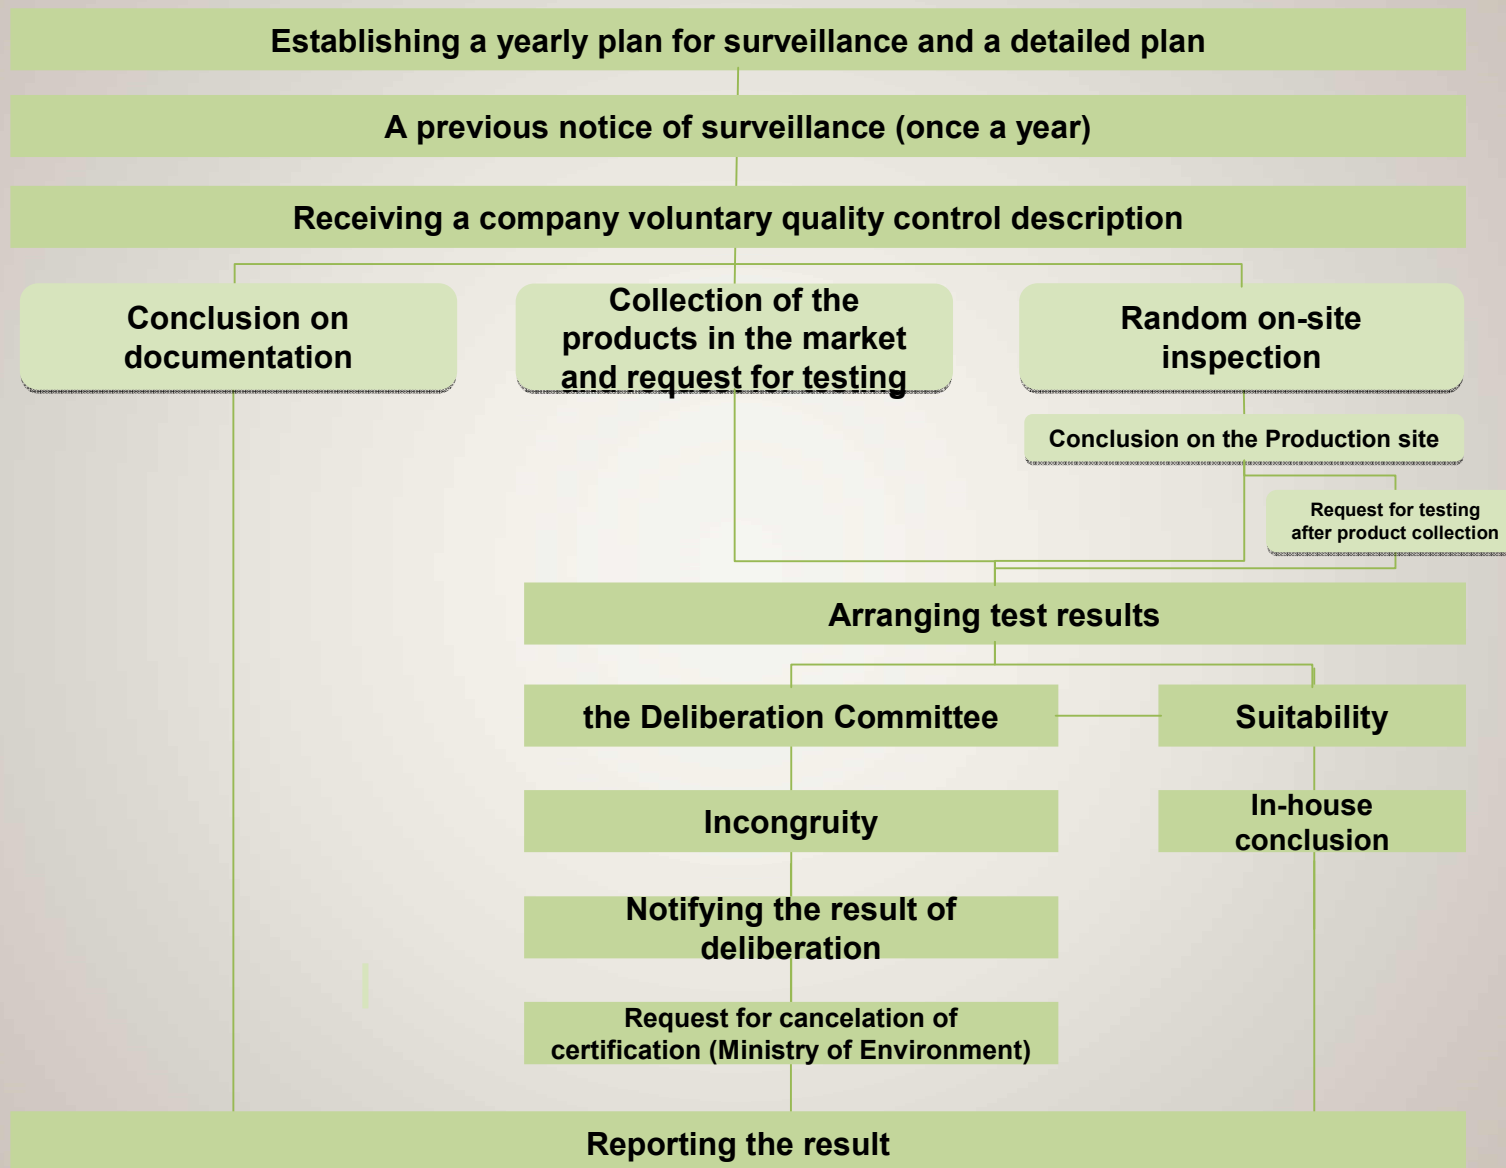 Establishing a yearly plan for surveillance and a detailed plan
A previous notice of surveillance (once a year)
Receiving a company voluntary quality control description
Conclusion on
documentation
Collection of the
products in the market
and request for testing
Random on-site
inspection
Conclusion on the Production site
Request for testing
after product collection
Arranging test results
the Deliberation Committee
Suitability
Incongruity
In-house
conclusion
Notifying the result of
deliberation
Request for cancelation of
certification (Ministry of Environment)
Reporting the result